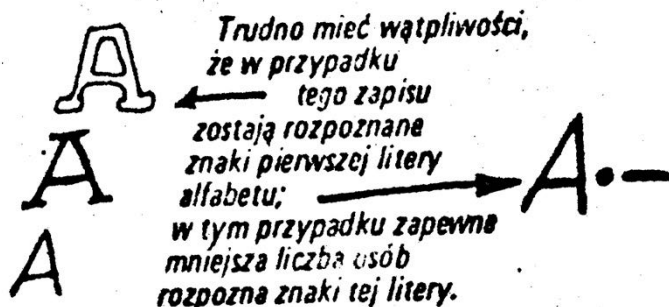 A
Trudno mieć wątpliwości,
że w przypadku
tego zapisu
zostają rozpoznane
znaki pierwszej litery
alfabetu;
w tym przypadku zapewne
mniejsza liczba osób
rozpozna znaki tej litery.
A
A
A •–